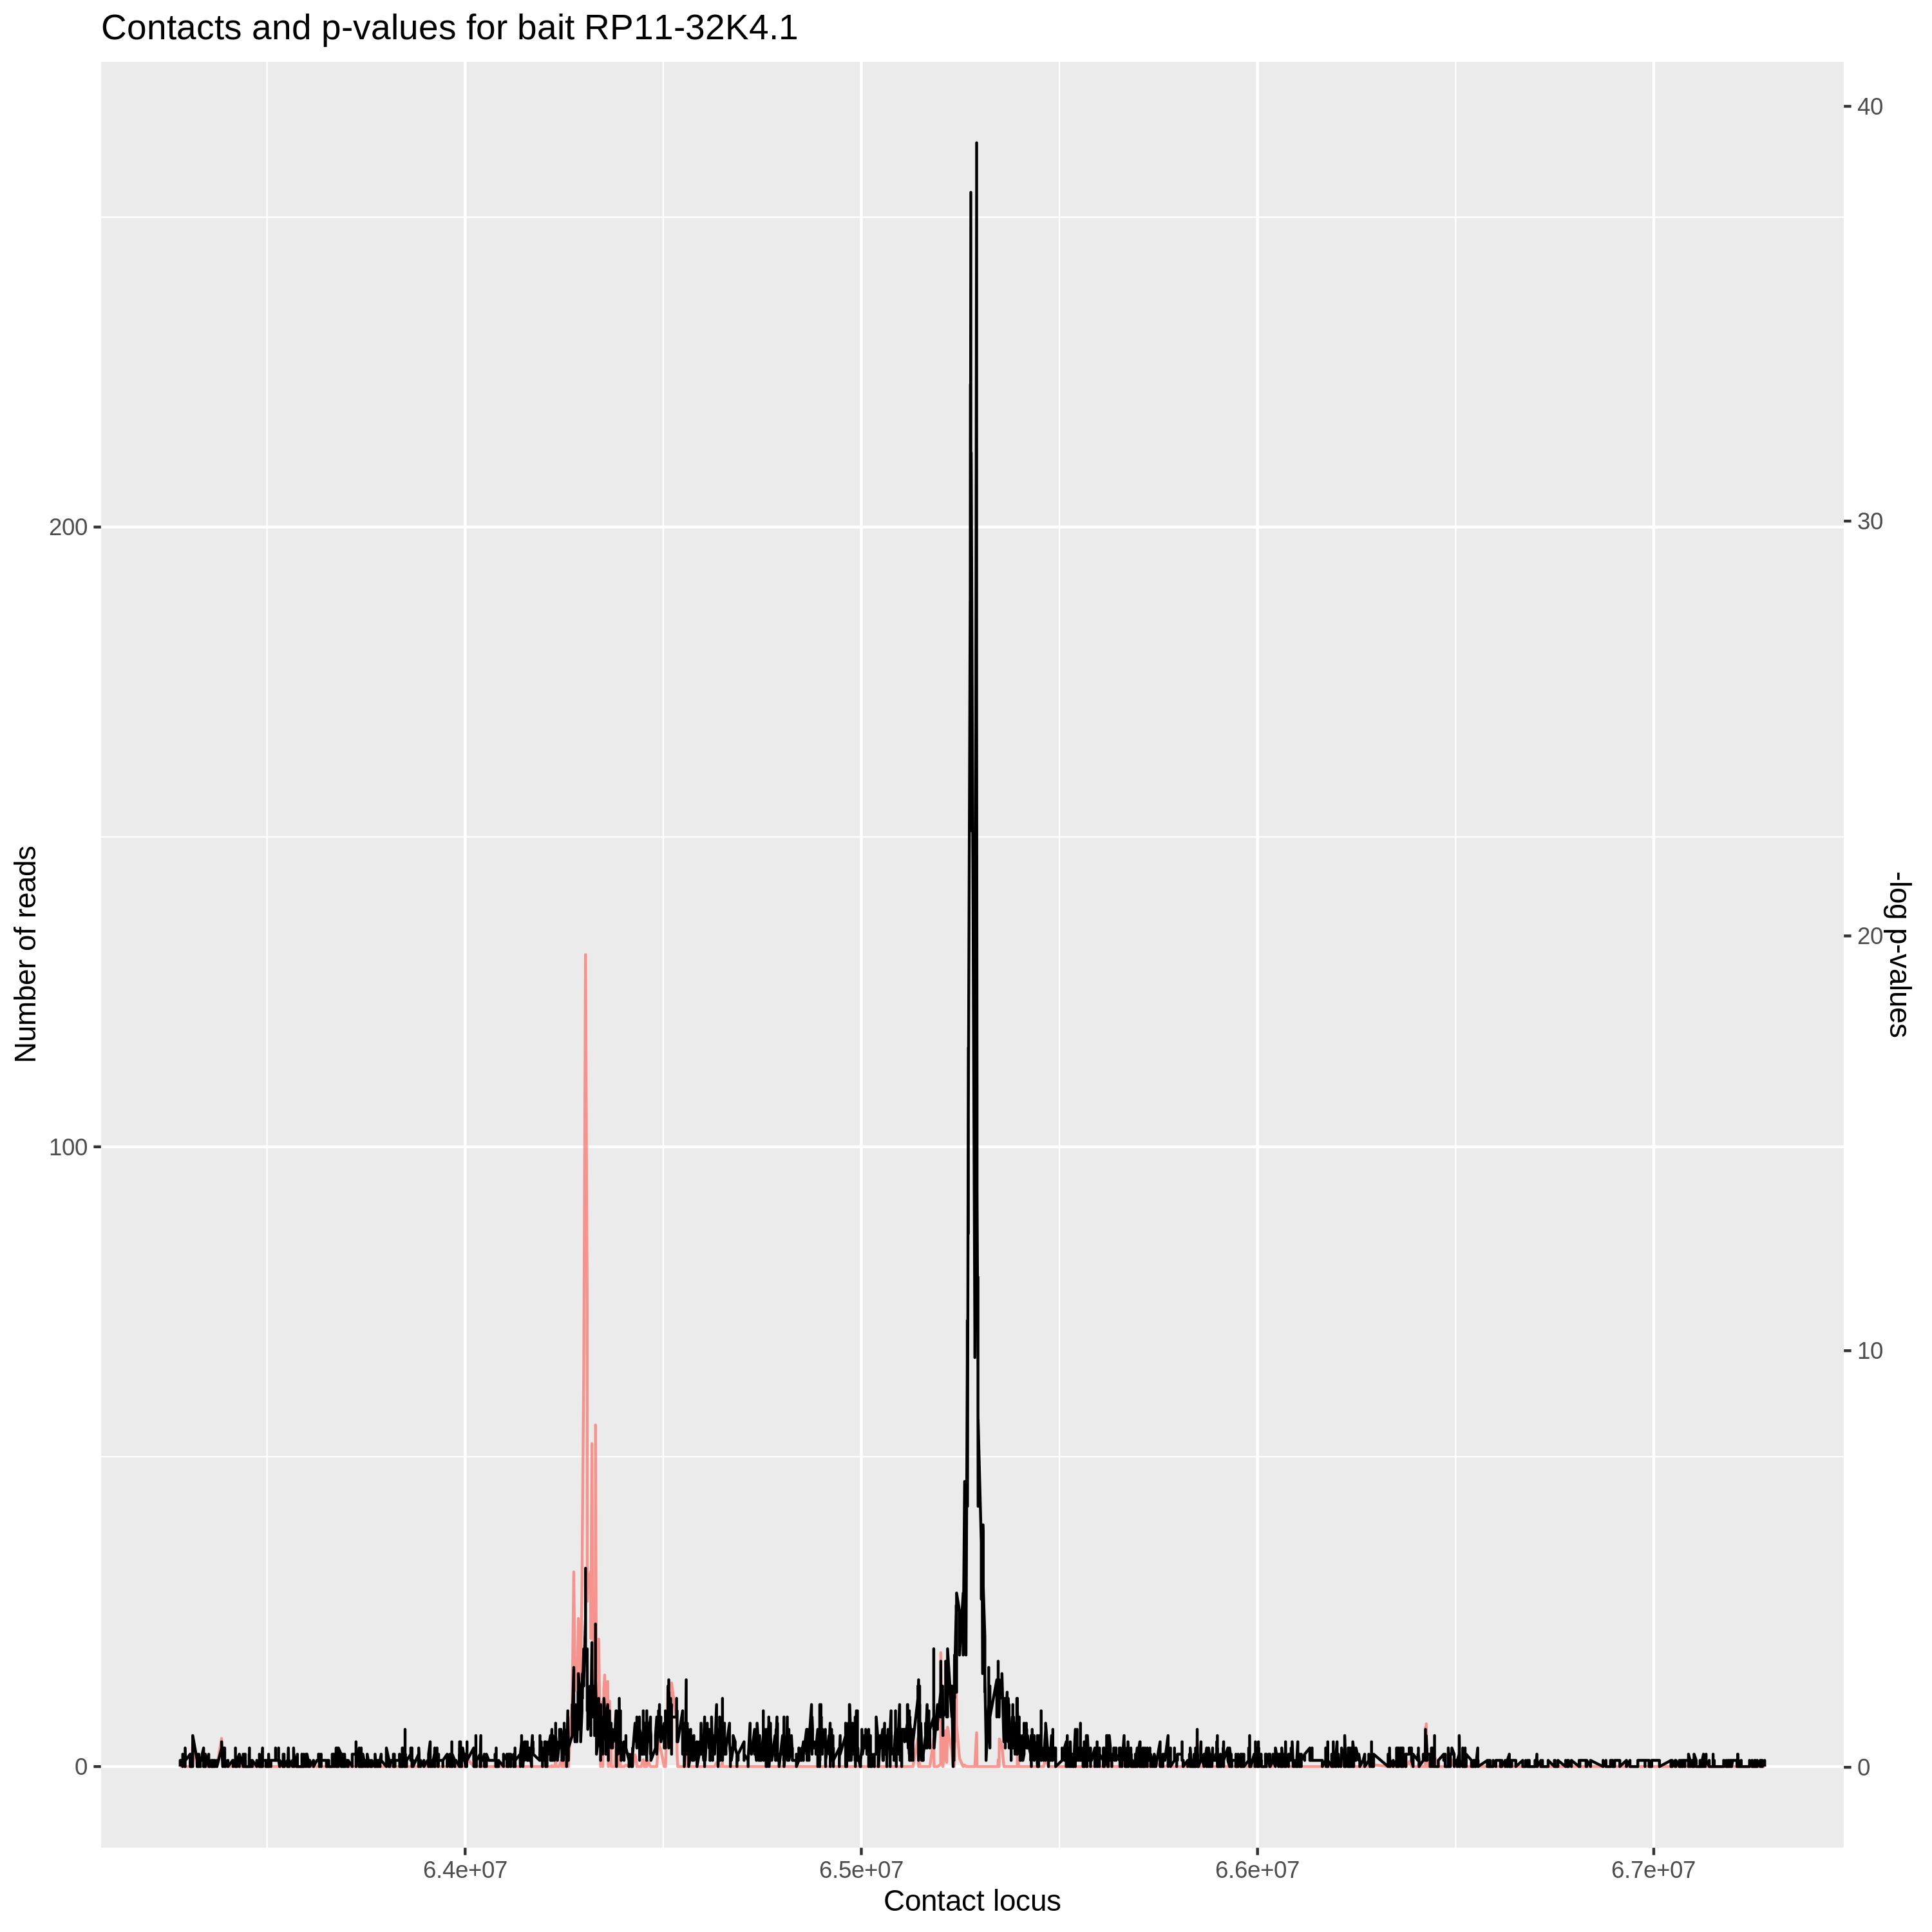 Contacts and p-values for bait RP11-32K4.1
Number of reads
200
100
0
40
30
20
10
0
-log p-values
6.4e+07
6.5e+07
6.6e+07
6.7e+07
Contact locus